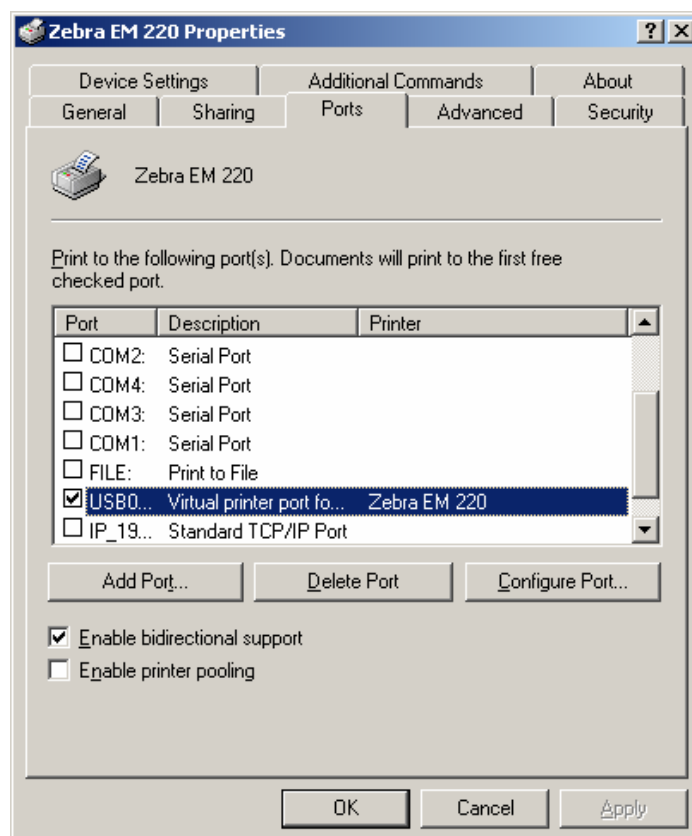 Zebra EM 220 Properties
Device Settings Additional Commands About
General Sharing Ports Advanced Security
Zebra EM 220
Print to the following port(s). Documents will print to the first free
checked port.
Port Description Printer
COM2: Serial Port
COM4: Serial Port
COM3: Serial Port
COM1: Serial Port
FILE: Print to File
USB0... Virtual printer port fo... Zebra EM 220
IP_19... Standard TCP/IP Port
Add Port... Delete Port Configure Port...
Enable bidirectional support
Enable printer pooling
OK Cancel Apply